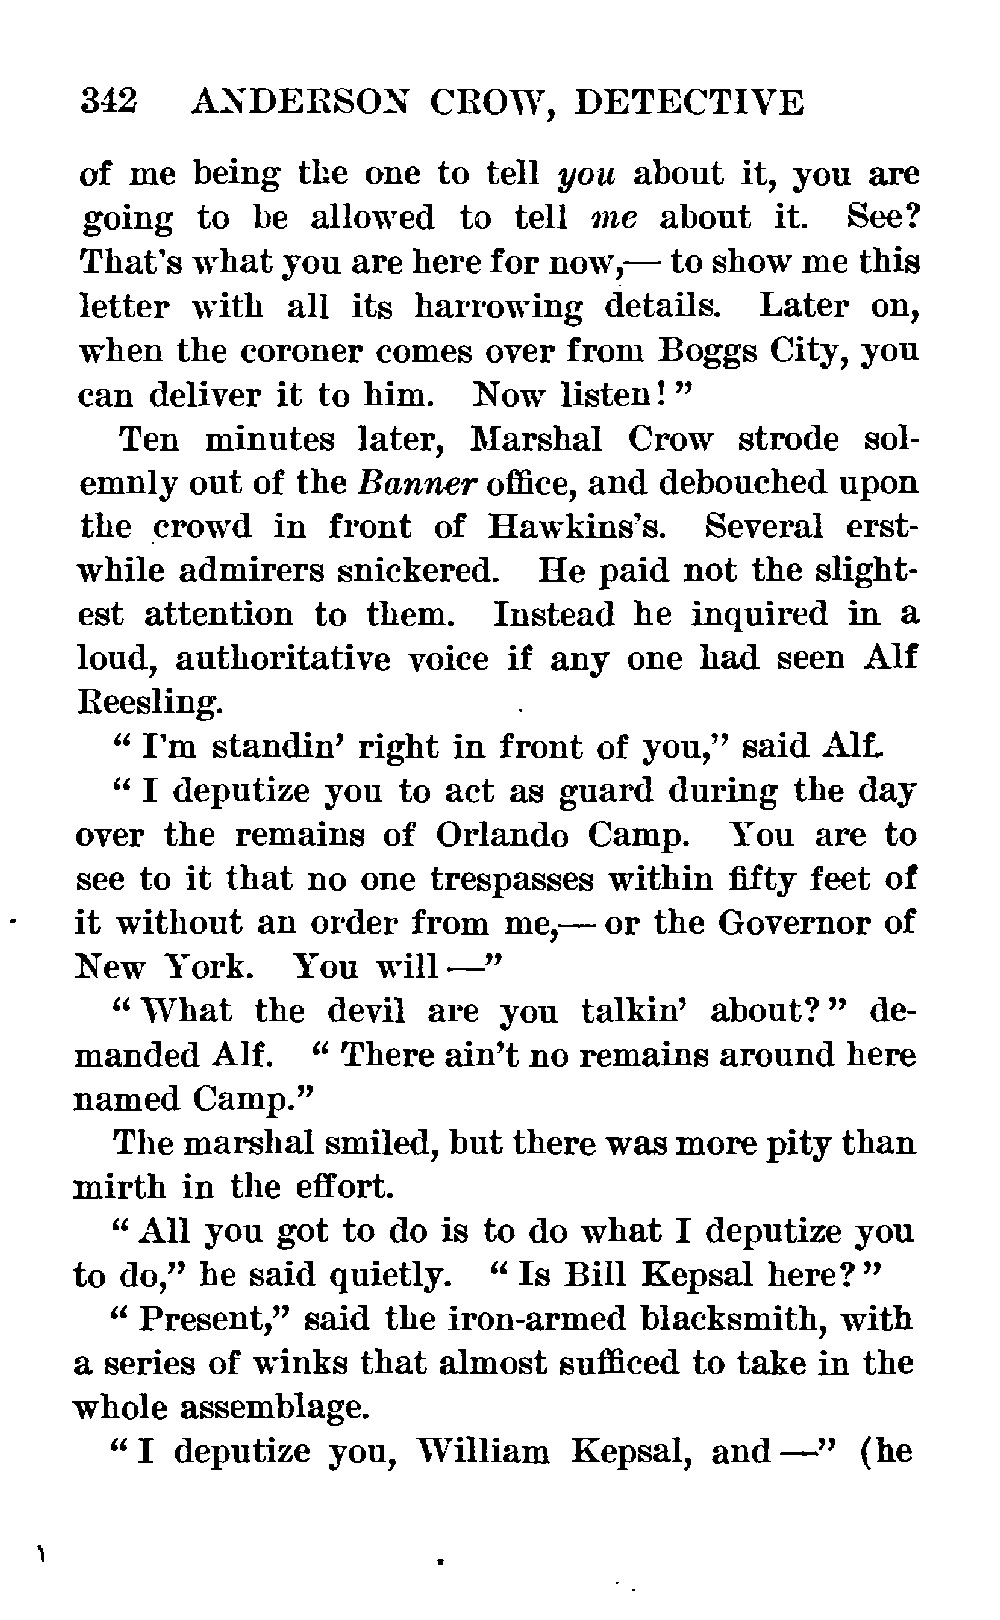 342 ANDERSON CROW, DETECTIVE
of me being the one to tell you about it, you are
going to be allowed to tell me about it. See?
That's what you are here for now,— to show me this
letter with all its harrowing details. Later on,
when the coroner comes over from Boggs City, you
can deliver it to him. Now listen!"
Ten minutes later, Marshal Crow strode sol-
emnly out of the Banner office, and debouched upon
the crowd in front of Hawkins's. Several erst-
while admirers snickered. He paid not the slight-
est attention to them. Instead he inquired in a
loud, authoritative voice if any one had seen Alf
Reesling.
"I'm standin' right in front of you," said Alf.
"I deputize you to act as guard during the day
over the remains of Orlando Camp. You are to
see to it that no one trespasses within fifty feet of
it without an order from me,— or the Governor of
New York. You will —"
"What the devil are you talkin' about?" de-
manded Alf. "There ain't no remains around here
named Camp."
The marshal smiled, but there was more pity than
mirth in the effort.
"All you got to do is to do what I deputize you
to do," he said quietly. "Is Bill Kepsal here?"
"Present," said the iron-armed blacksmith, with
a series of winks that almost sufficed to take in the
whole assemblage.
"I deputize you, William Kepsal, and —" (he